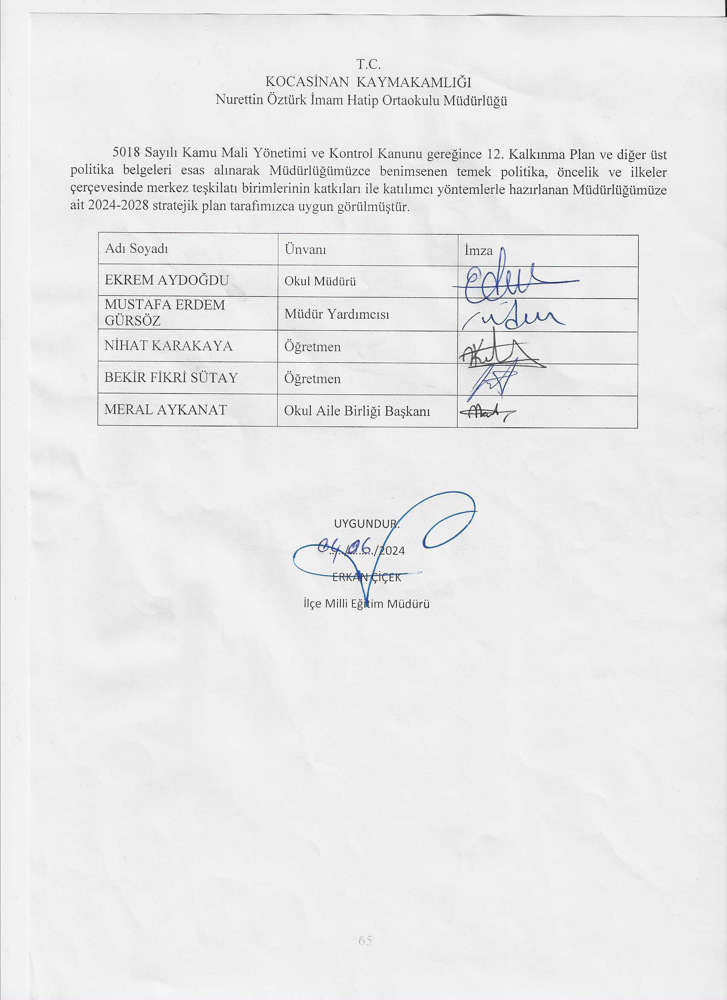 T.C.
KOCASİNAN KAYMAKAMLIĞI
Nurettin Öztürk İmam Hatip Ortaokulu Müdürlüğü
5018 Sayılı Kamu Mali Yönetimi ve Kontrol Kanunu gereğince 12. Kalkınma Plan ve diğer üst
politika belgeleri esas alınarak Müdürlüğümüzce benimsenen temek politika, öncelik ve ilkeler
çerçevesinde merkez teşkilatı birimlerinin katkıları ile katılımcı yöntemlerle hazırlanan Müdürlüğümüze
ait 2024-2028 stratejik plan tarafımızca uygun görülmüştür.
Adı Soyadı Ünvanı İmza
EKREM AYDOĞDU Okul Müdürü
MUSTAFA ERDEM
GÜRSÖZ Müdür Yardımcısı
NİHAT KARAKAYA Öğretmen
BEKİR FİKRİ SÜTAY Öğretmen
MERAL AYKANAT Okul Aile Birliği Başkanı
UYGUNDUR.
04/06/2024
ERKAN ÇİÇEK
İlçe Milli Eğitim Müdürü
65